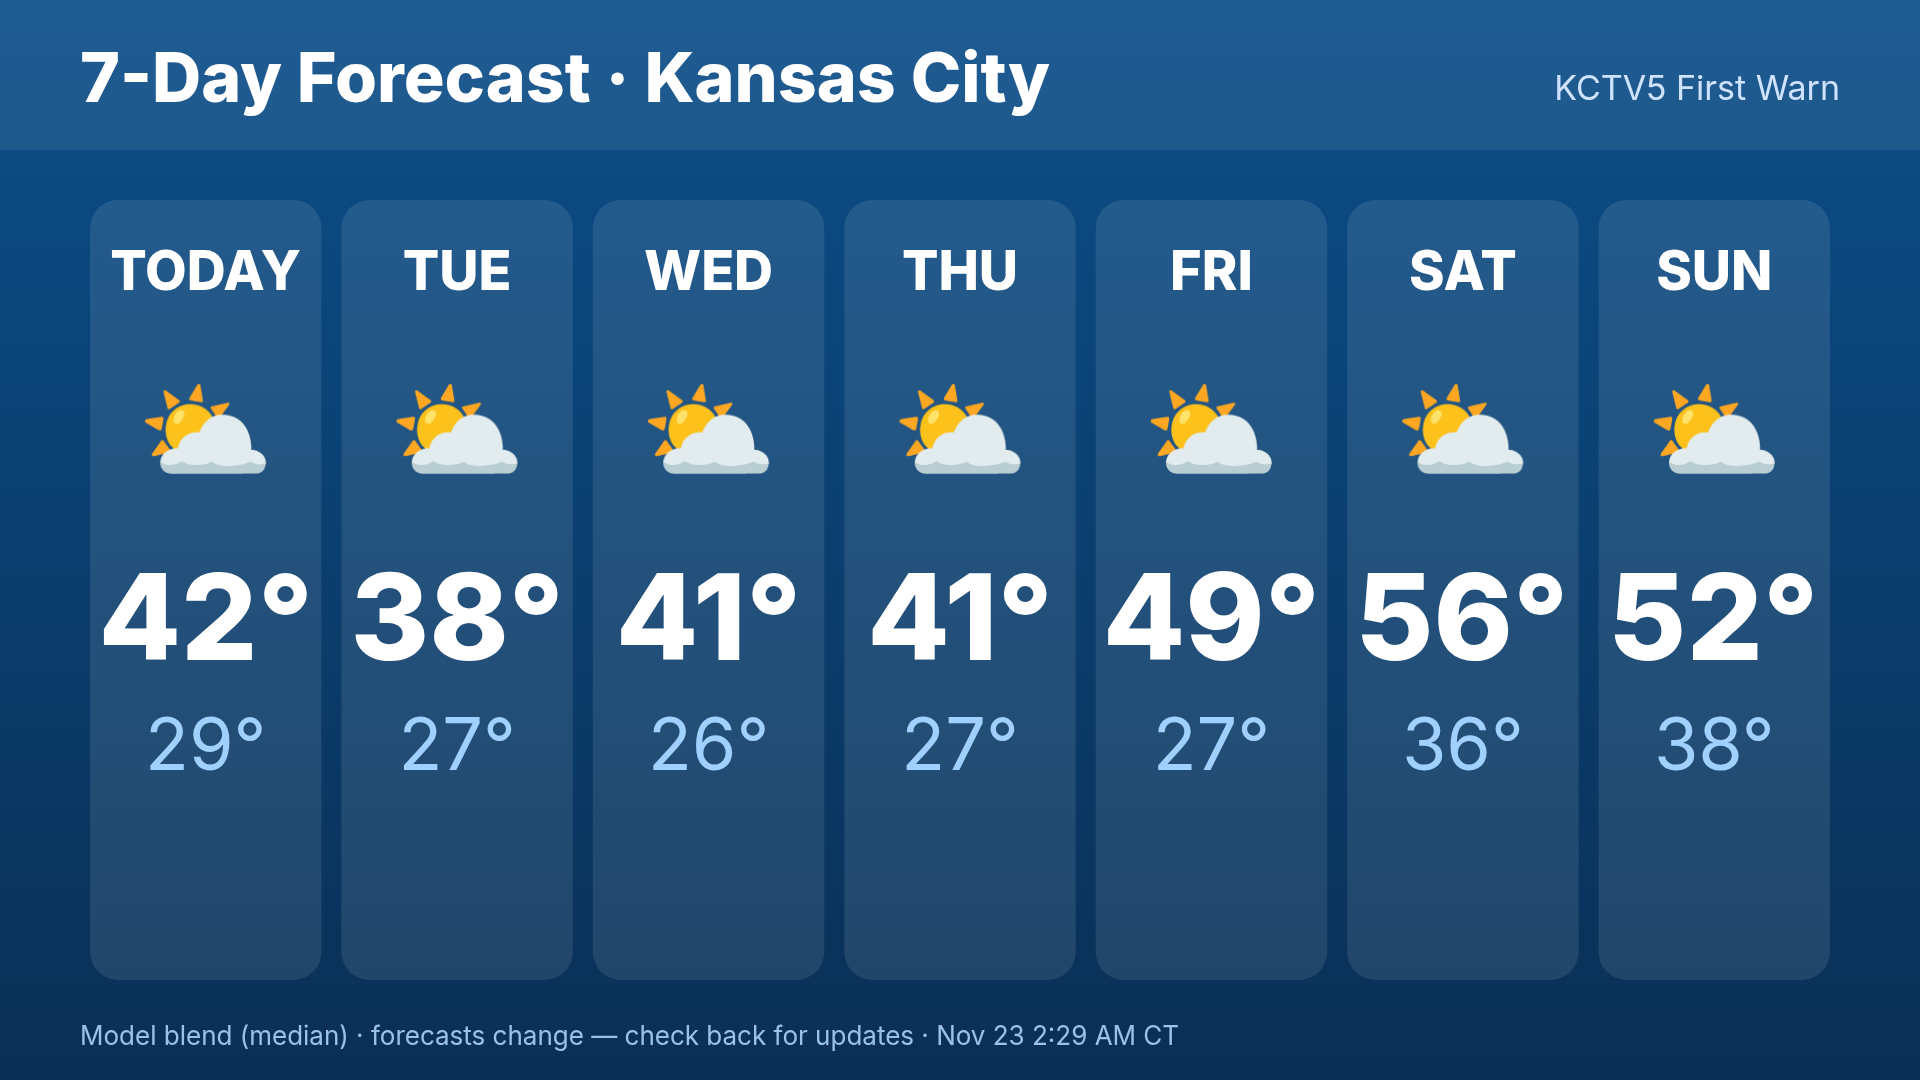 7-Day Forecast · Kansas City
KCTV5 First Warn
TODAY TUE WED THU FRI SAT SUN
42° 38° 41° 41° 49° 56° 52°
29° 27° 26° 27° 27° 36° 38°
Model blend (median) · forecasts change — check back for updates · Nov 23 2:29 AM CT